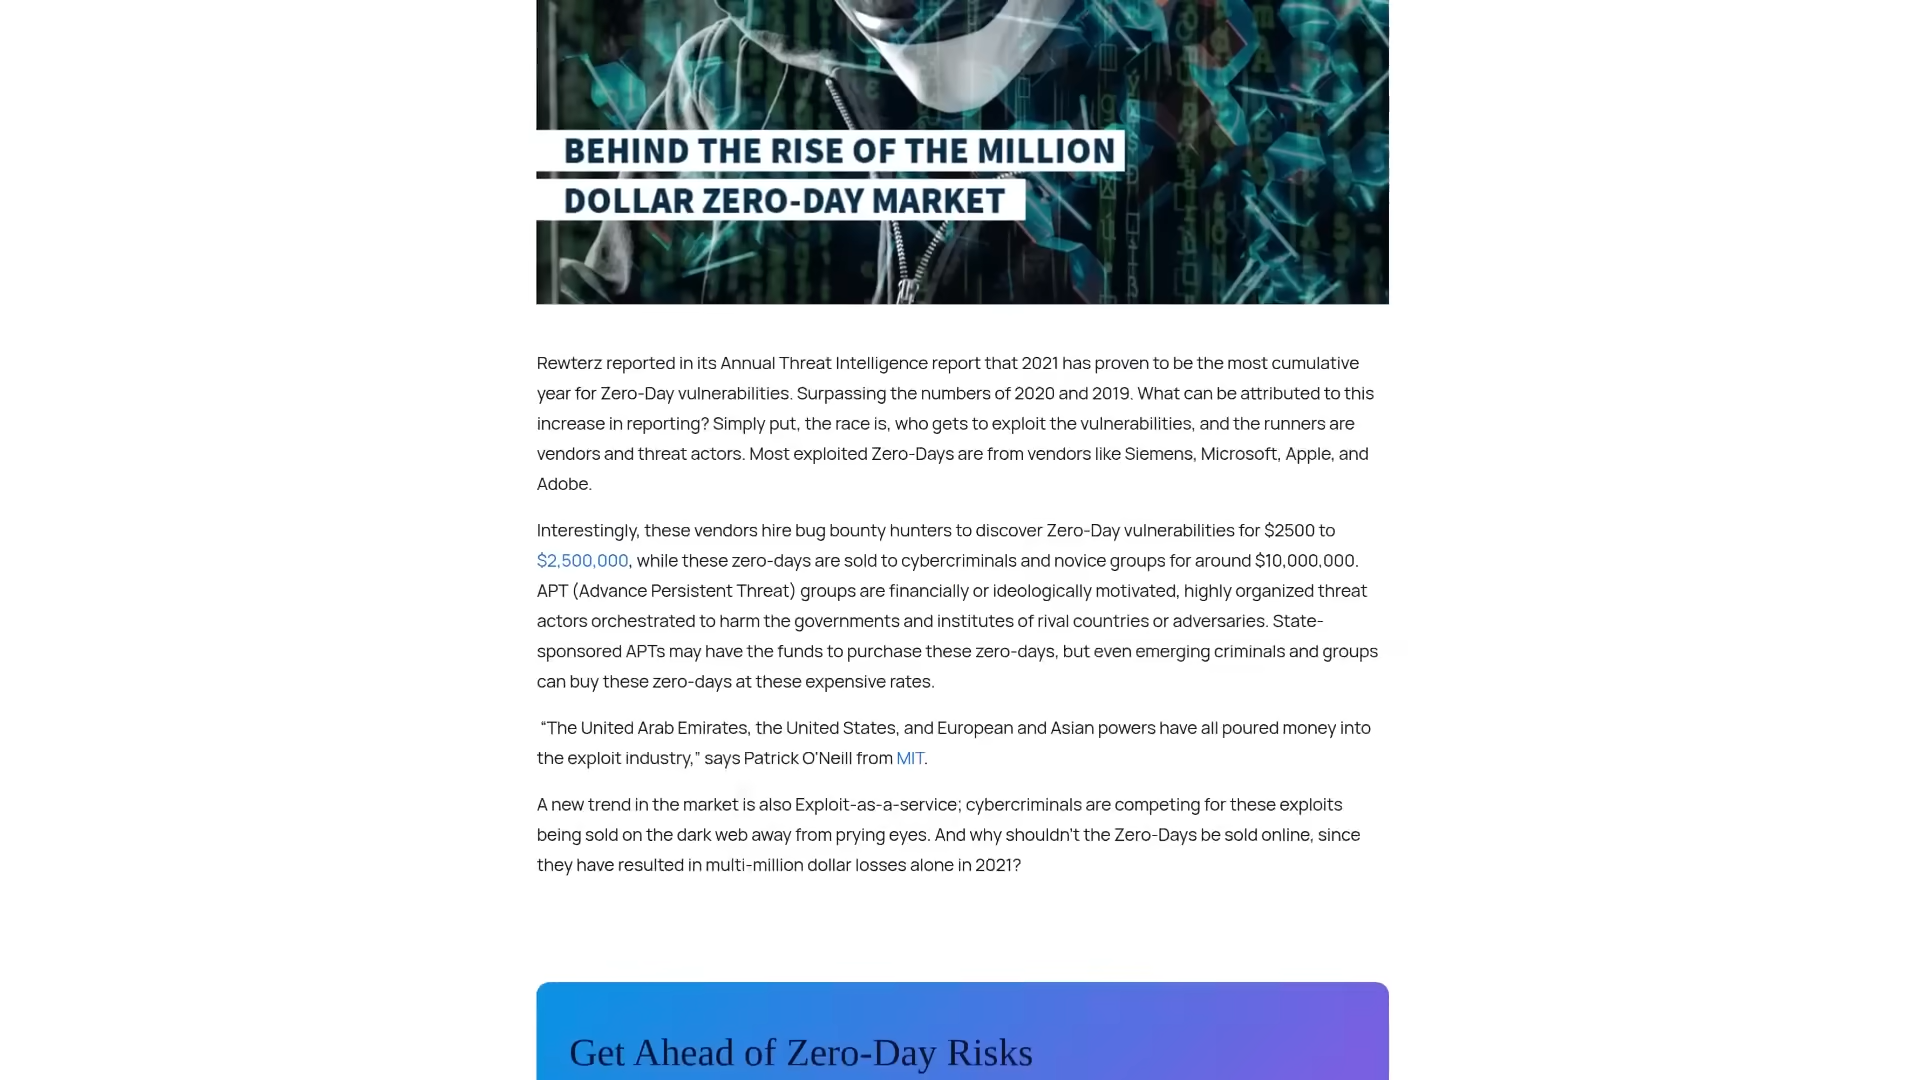 BEHIND THE RISE OF THE MILLION
DOLLAR ZERO-DAY MARKET
Rewterz reported in its Annual Threat Intelligence report that 2021 has proven to be the most cumulative
year for Zero-Day vulnerabilities. Surpassing the numbers of 2020 and 2019. What can be attributed to this
increase in reporting? Simply put, the race is, who gets to exploit the vulnerabilities, and the runners are
vendors and threat actors. Most exploited Zero-Days are from vendors like Siemens, Microsoft, Apple, and
Adobe.
Interestingly, these vendors hire bug bounty hunters to discover Zero-Day vulnerabilities for $2500 to
$2,500,000, while these zero-days are sold to cybercriminals and novice groups for around $10,000,000.
APT (Advance Persistent Threat) groups are financially or ideologically motivated, highly organized threat
actors orchestrated to harm the governments and institutes of rival countries or adversaries. State-
sponsored APTs may have the funds to purchase these zero-days, but even emerging criminals and groups
can buy these zero-days at these expensive rates.
“The United Arab Emirates, the United States, and European and Asian powers have all poured money into
the exploit industry,” says Patrick O'Neill from MIT.
A new trend in the market is also Exploit-as-a-service; cybercriminals are competing for these exploits
being sold on the dark web away from prying eyes. And why shouldn't the Zero-Days be sold online, since
they have resulted in multi-million dollar losses alone in 2021?
Get Ahead of Zero-Day Risks